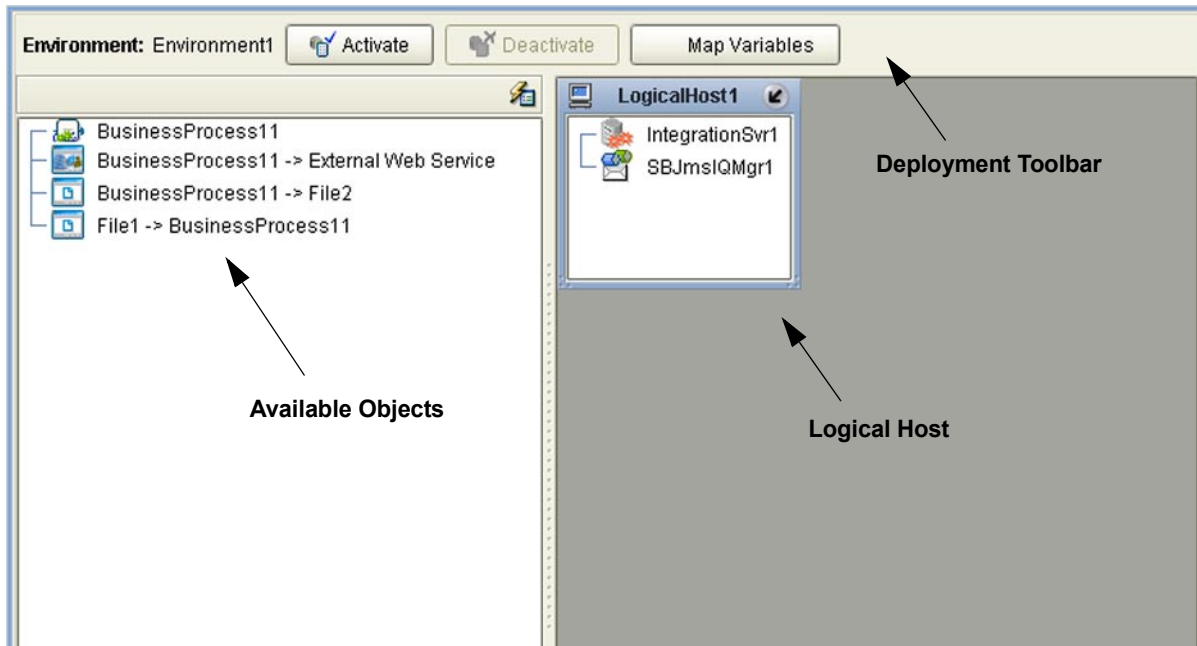 Environment: Environment1 Activate Deactivate Map Variables
LogicalHost1
BusinessProcess11
BusinessProcess11 -> External Web Service
BusinessProcess11 -> File2
File1 -> BusinessProcess11
IntegrationSvr1
SBJmsIQMgr1
Deployment Toolbar
Available Objects
Logical Host